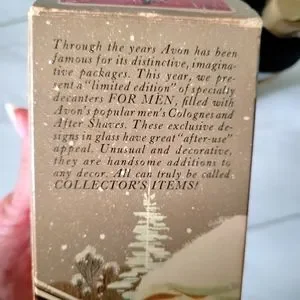 Through the years Avon has been
famous for its distinctive, imagina-
tive packages. This year, we pre-
sent a "limited edition" of specialty
decanters FOR MEN, filled with
Avon's popular men's Colognes and
After Shaves. These exclusive de-
signs in glass have great "after-use"
appeal. Unusual and decorative,
they are handsome additions to
any decor. All can truly be called
COLLECTOR'S ITEMS!